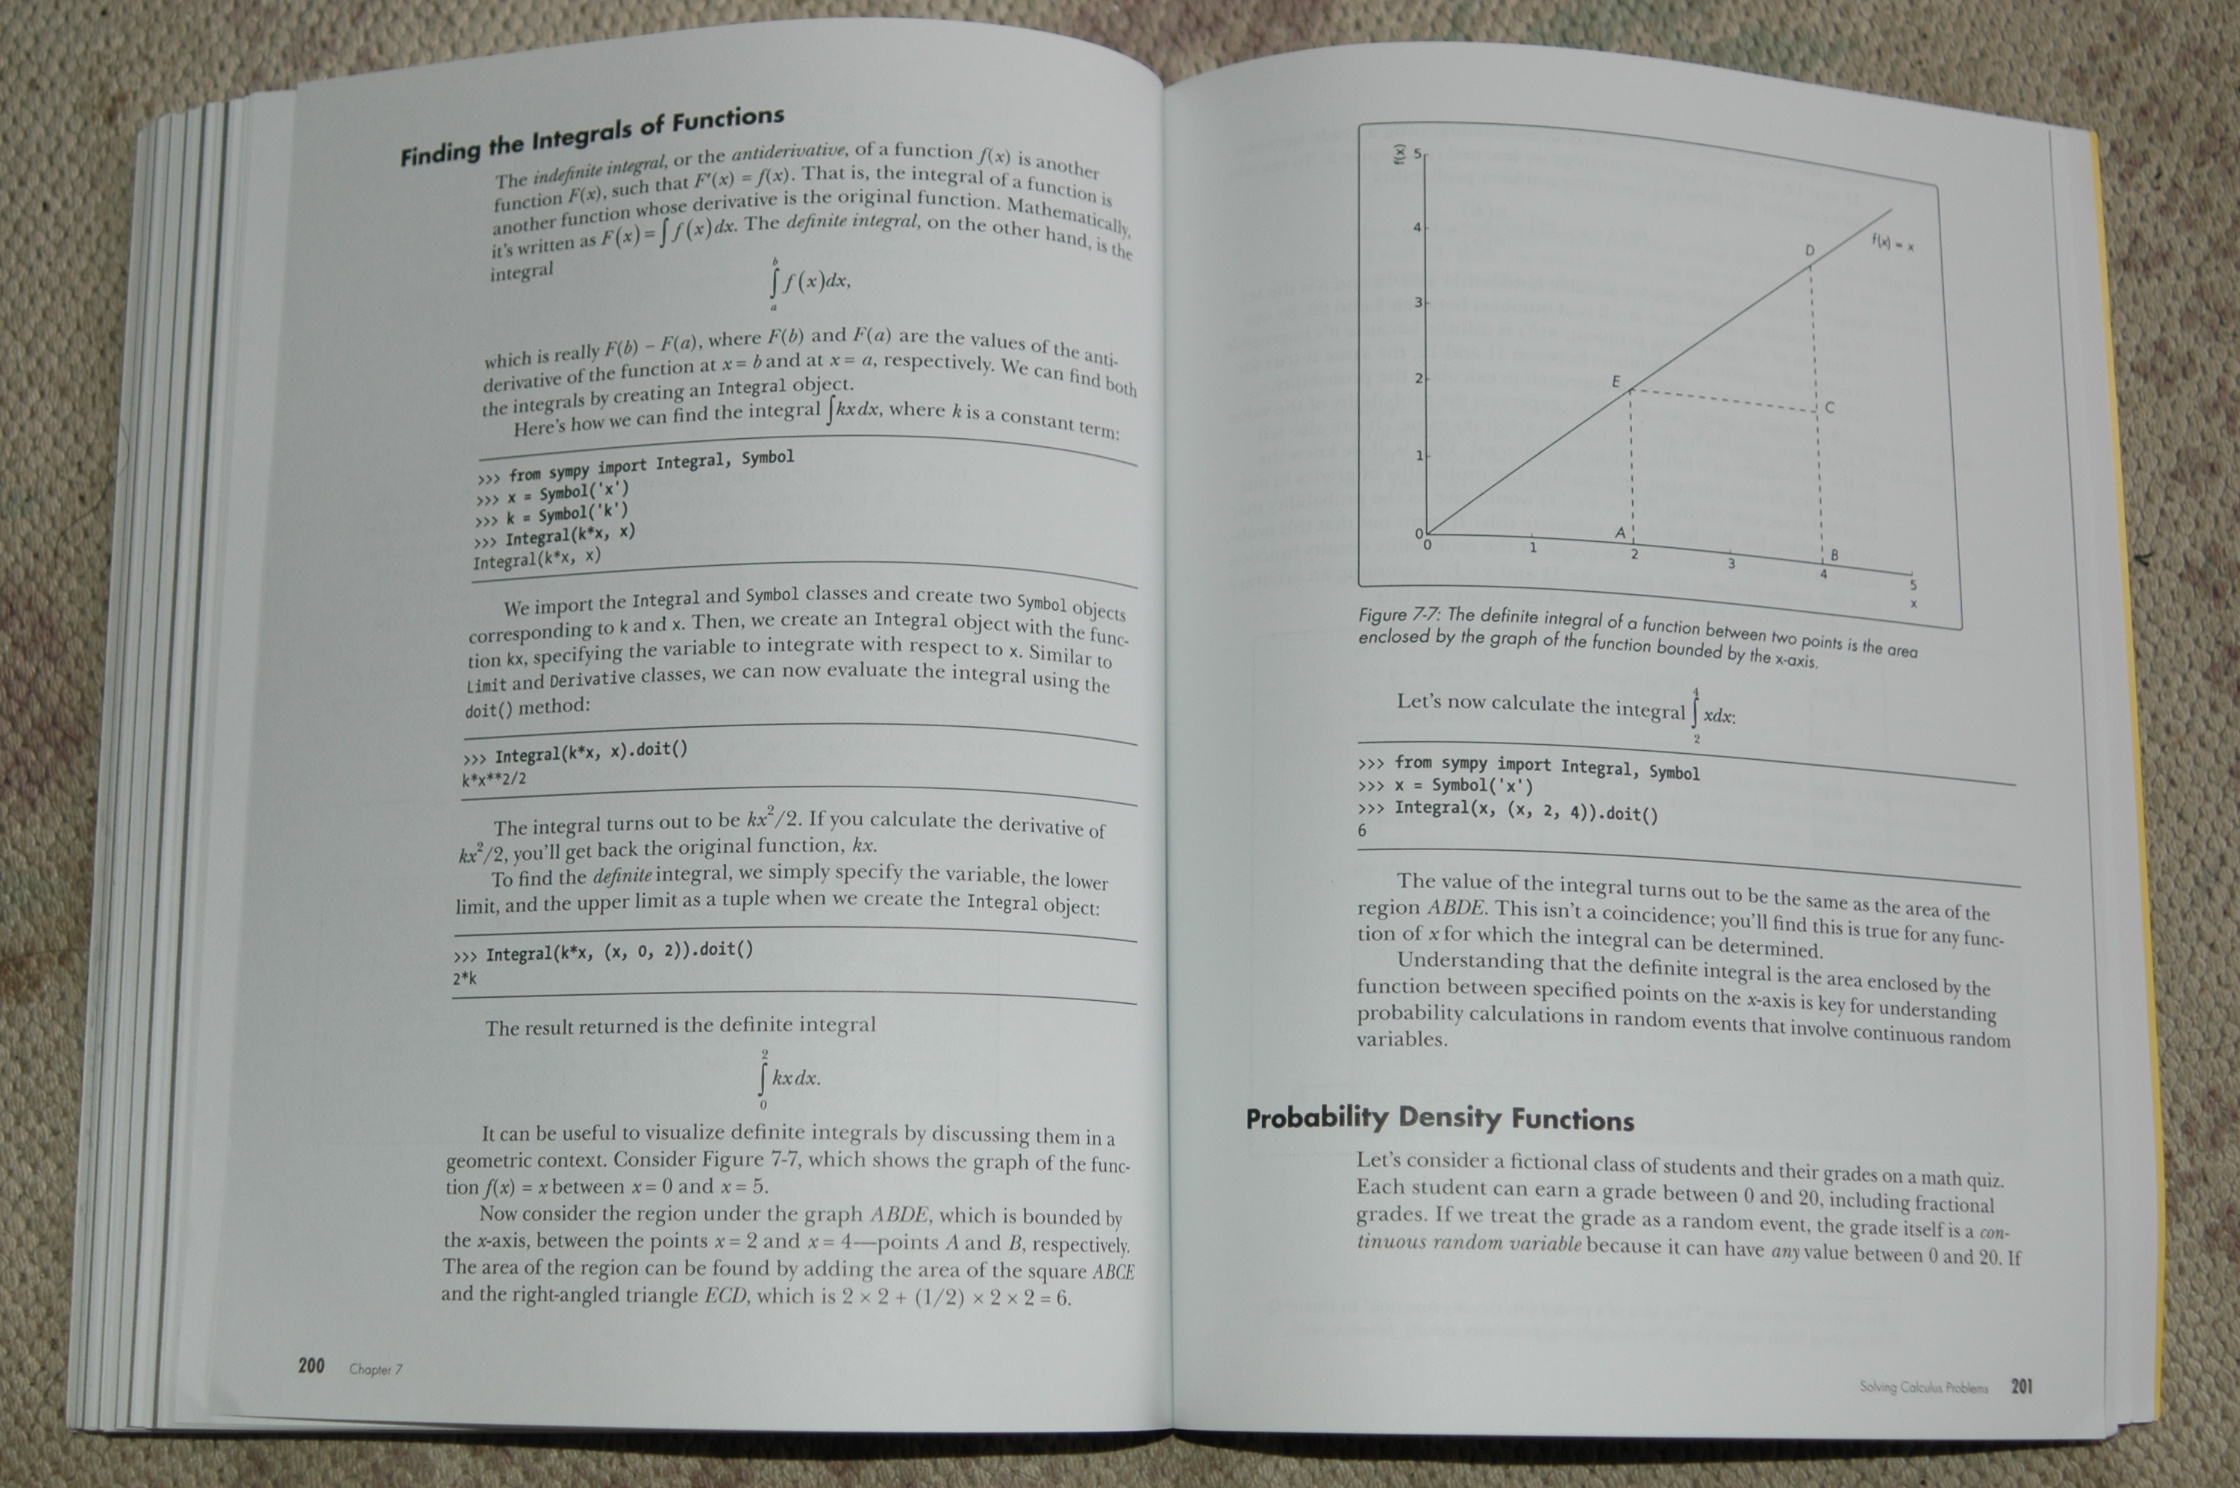 Finding the Integrals of Functions
The indefinite integral, or the antiderivative, of a function f(x) is another
function F(x), such that F′(x) = f(x). That is, the integral of a function is
another function whose derivative is the original function. Mathematically,
it's written as F(x) = ∫ f(x)dx. The definite integral, on the other hand, is the
integral
b
∫ f(x)dx,
a
which is really F(b) − F(a), where F(b) and F(a) are the values of the anti-
derivative of the function at x = b and at x = a, respectively. We can find both
the integrals by creating an Integral object.
Here's how we can find the integral ∫kxdx, where k is a constant term:
>>> from sympy import Integral, Symbol
>>> x = Symbol('x')
>>> k = Symbol('k')
>>> Integral(k*x, x)
Integral(k*x, x)
We import the Integral and Symbol classes and create two Symbol objects
corresponding to k and x. Then, we create an Integral object with the func-
tion kx, specifying the variable to integrate with respect to x. Similar to
Limit and Derivative classes, we can now evaluate the integral using the
doit() method:
>>> Integral(k*x, x).doit()
k*x**2/2
The integral turns out to be kx²/2. If you calculate the derivative of
kx²/2, you'll get back the original function, kx.
To find the definite integral, we simply specify the variable, the lower
limit, and the upper limit as a tuple when we create the Integral object:
>>> Integral(k*x, (x, 0, 2)).doit()
2*k
The result returned is the definite integral
2
∫ kxdx.
0
It can be useful to visualize definite integrals by discussing them in a
geometric context. Consider Figure 7-7, which shows the graph of the func-
tion f(x) = x between x = 0 and x = 5.
Now consider the region under the graph ABDE, which is bounded by
the x-axis, between the points x = 2 and x = 4—points A and B, respectively.
The area of the region can be found by adding the area of the square ABCE
and the right-angled triangle ECD, which is 2 × 2 + (1/2) × 2 × 2 = 6.
200 Chapter 7
f(x)
5
4
3
2
1
0
0 1 2 3 4 5
x
A B
E C
D
f(x) = x
Figure 7-7: The definite integral of a function between two points is the area
enclosed by the graph of the function bounded by the x-axis.
Let's now calculate the integral ∫₂⁴ xdx:
>>> from sympy import Integral, Symbol
>>> x = Symbol('x')
>>> Integral(x, (x, 2, 4)).doit()
6
The value of the integral turns out to be the same as the area of the
region ABDE. This isn't a coincidence; you'll find this is true for any func-
tion of x for which the integral can be determined.
Understanding that the definite integral is the area enclosed by the
function between specified points on the x-axis is key for understanding
probability calculations in random events that involve continuous random
variables.
Probability Density Functions
Let's consider a fictional class of students and their grades on a math quiz.
Each student can earn a grade between 0 and 20, including fractional
grades. If we treat the grade as a random event, the grade itself is a con-
tinuous random variable because it can have any value between 0 and 20. If
Solving Calculus Problems 201